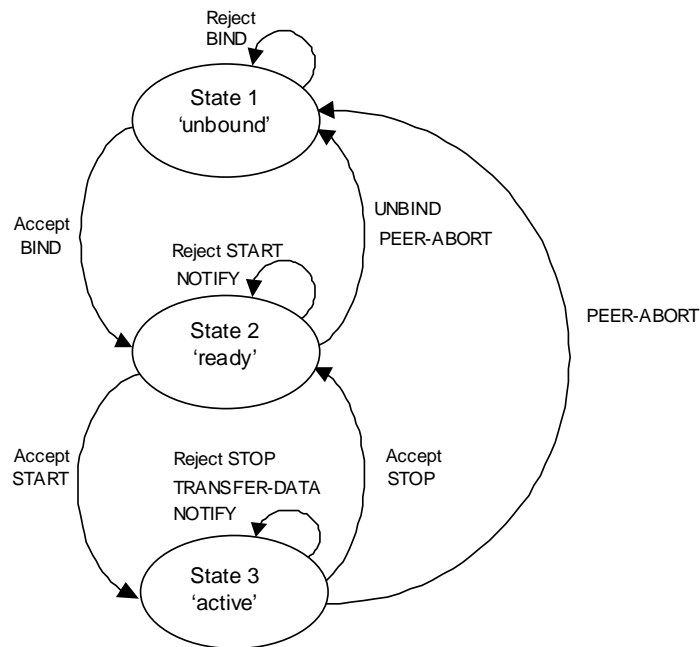 Reject
BIND
State 1
‘unbound’
Accept
BIND
UNBIND
PEER-ABORT
Reject START
NOTIFY
PEER-ABORT
State 2
‘ready’
Accept
START
Reject STOP
TRANSFER-DATA
NOTIFY
Accept
STOP
State 3
‘active’